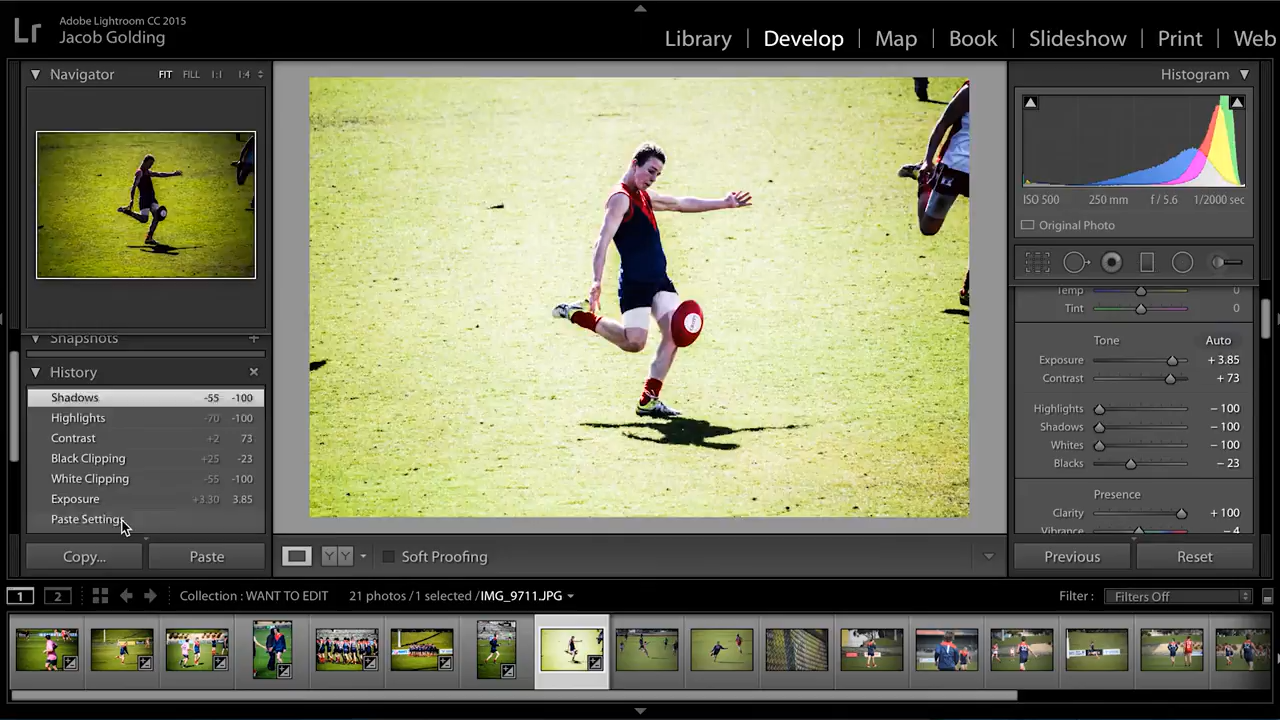 Lr
Adobe Lightroom CC 2015
Jacob Golding
Library | Develop | Map | Book | Slideshow | Print | Web
Navigator FIT FILL 1:1 1:4
Snapshots +
History ×
Shadows -55 -100
Highlights -70 -100
Contrast +2 73
Black Clipping +25 -23
White Clipping -55 -100
Exposure +3.30 3.85
Paste Settings
Copy... Paste
Histogram
ISO 500 250 mm f / 5.6 1/2000 sec
Original Photo
Temp 0
Tint 0
Tone Auto
Exposure + 3.85
Contrast + 73
Highlights – 100
Shadows – 100
Whites – 100
Blacks – 23
Presence
Clarity + 100
Vibrance – 4
Previous Reset
Y Y Soft Proofing
1 2 Collection : WANT TO EDIT 21 photos / 1 selected / IMG_9711.JPG Filter : Filters Off